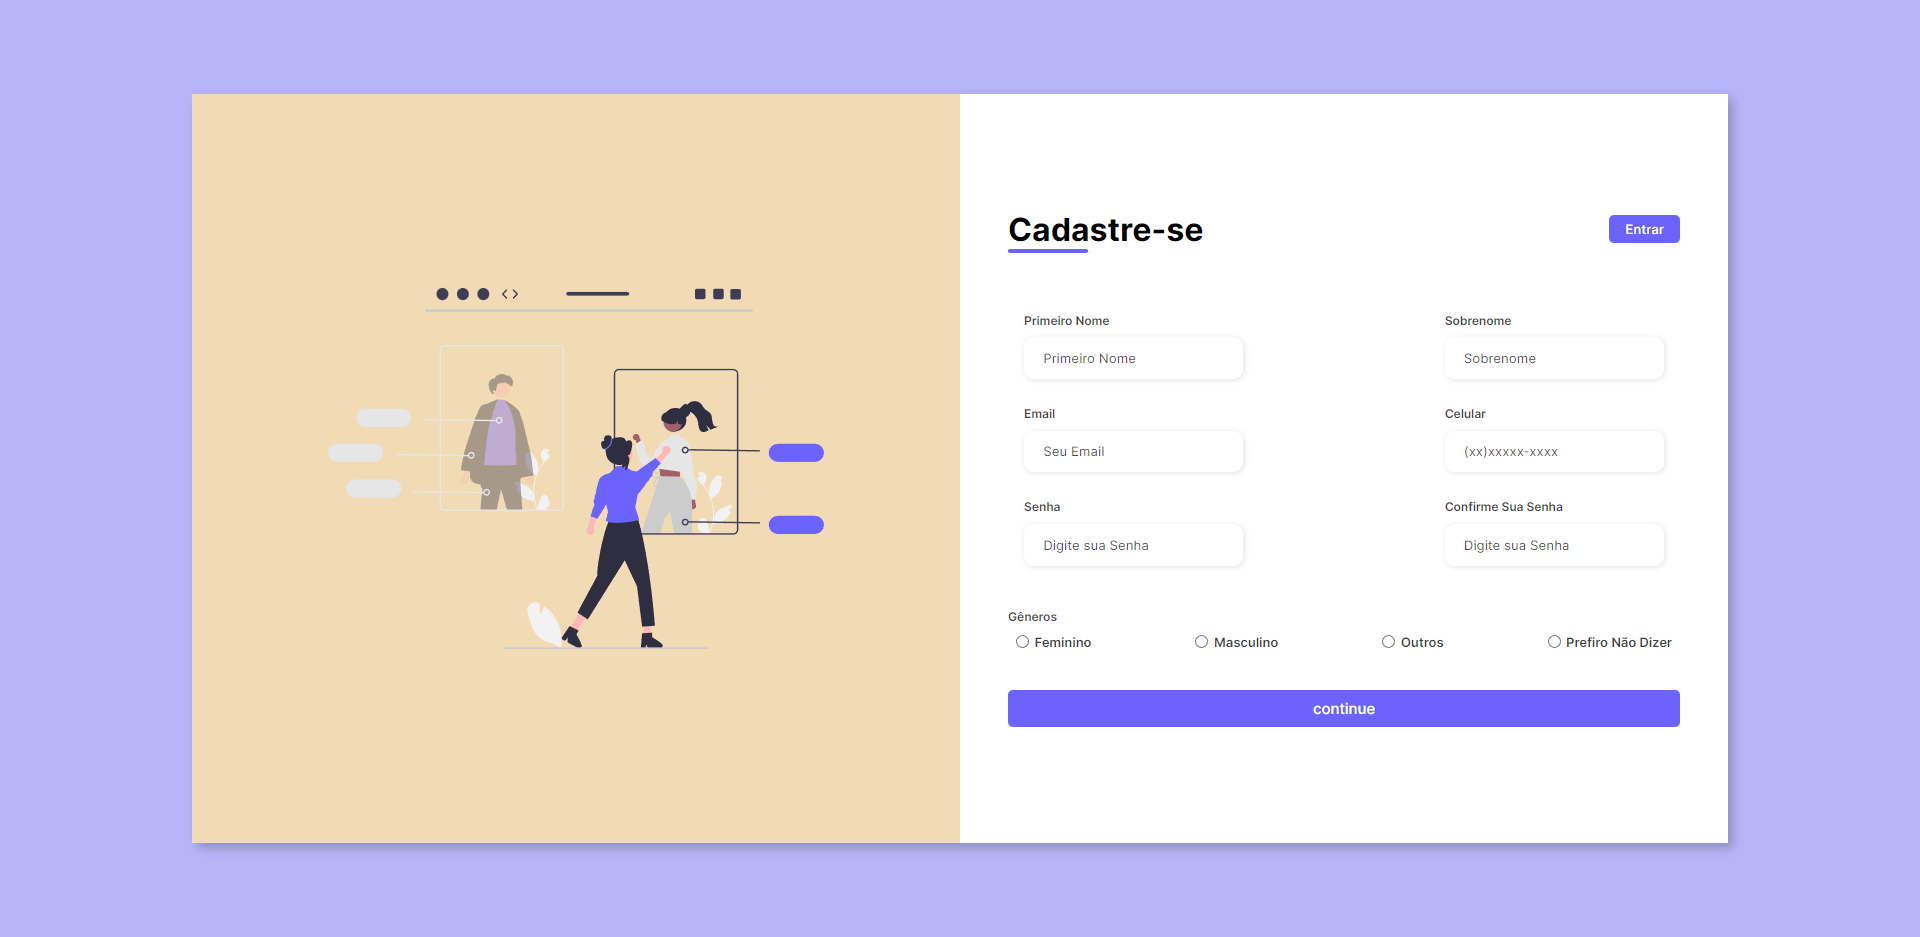 Cadastre-se
Entrar
Primeiro Nome
Sobrenome
Primeiro Nome
Sobrenome
Email
Celular
Seu Email
(xx)xxxxx-xxxx
Senha
Confirme Sua Senha
Digite sua Senha
Digite sua Senha
Gêneros
Feminino
Masculino
Outros
Prefiro Não Dizer
continue